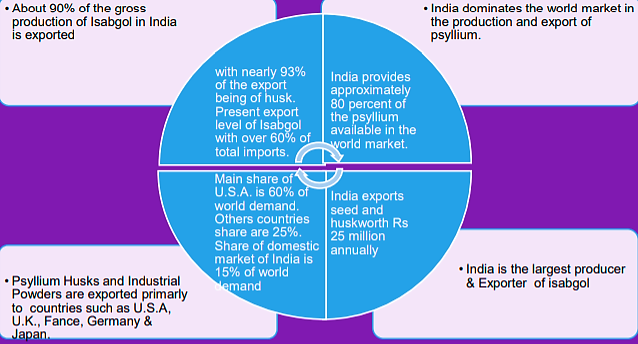 • About 90% of the gross
production of Isabgol in India
is exported
• India dominates the world market in
the production and export of
psyllium.
with nearly 93%
of the export
being of husk.
Present export
level of Isabgol
with over 60% of
total imports.
India provides
approximately
80 percent of
the psyllium
available in the
world market.
Main share of
U.S.A. is 60% of
world demand.
Others countries
share are 25%.
Share of domestic
market of India is
15% of world
demand
India exports
seed and
huskworth Rs
25 million
annually
• Psyllium Husks and Industrial
Powders are exported primarly
to countries such as U.S.A,
U.K., Fance, Germany &
Japan.
• India is the largest producer
& Exporter of isabgol